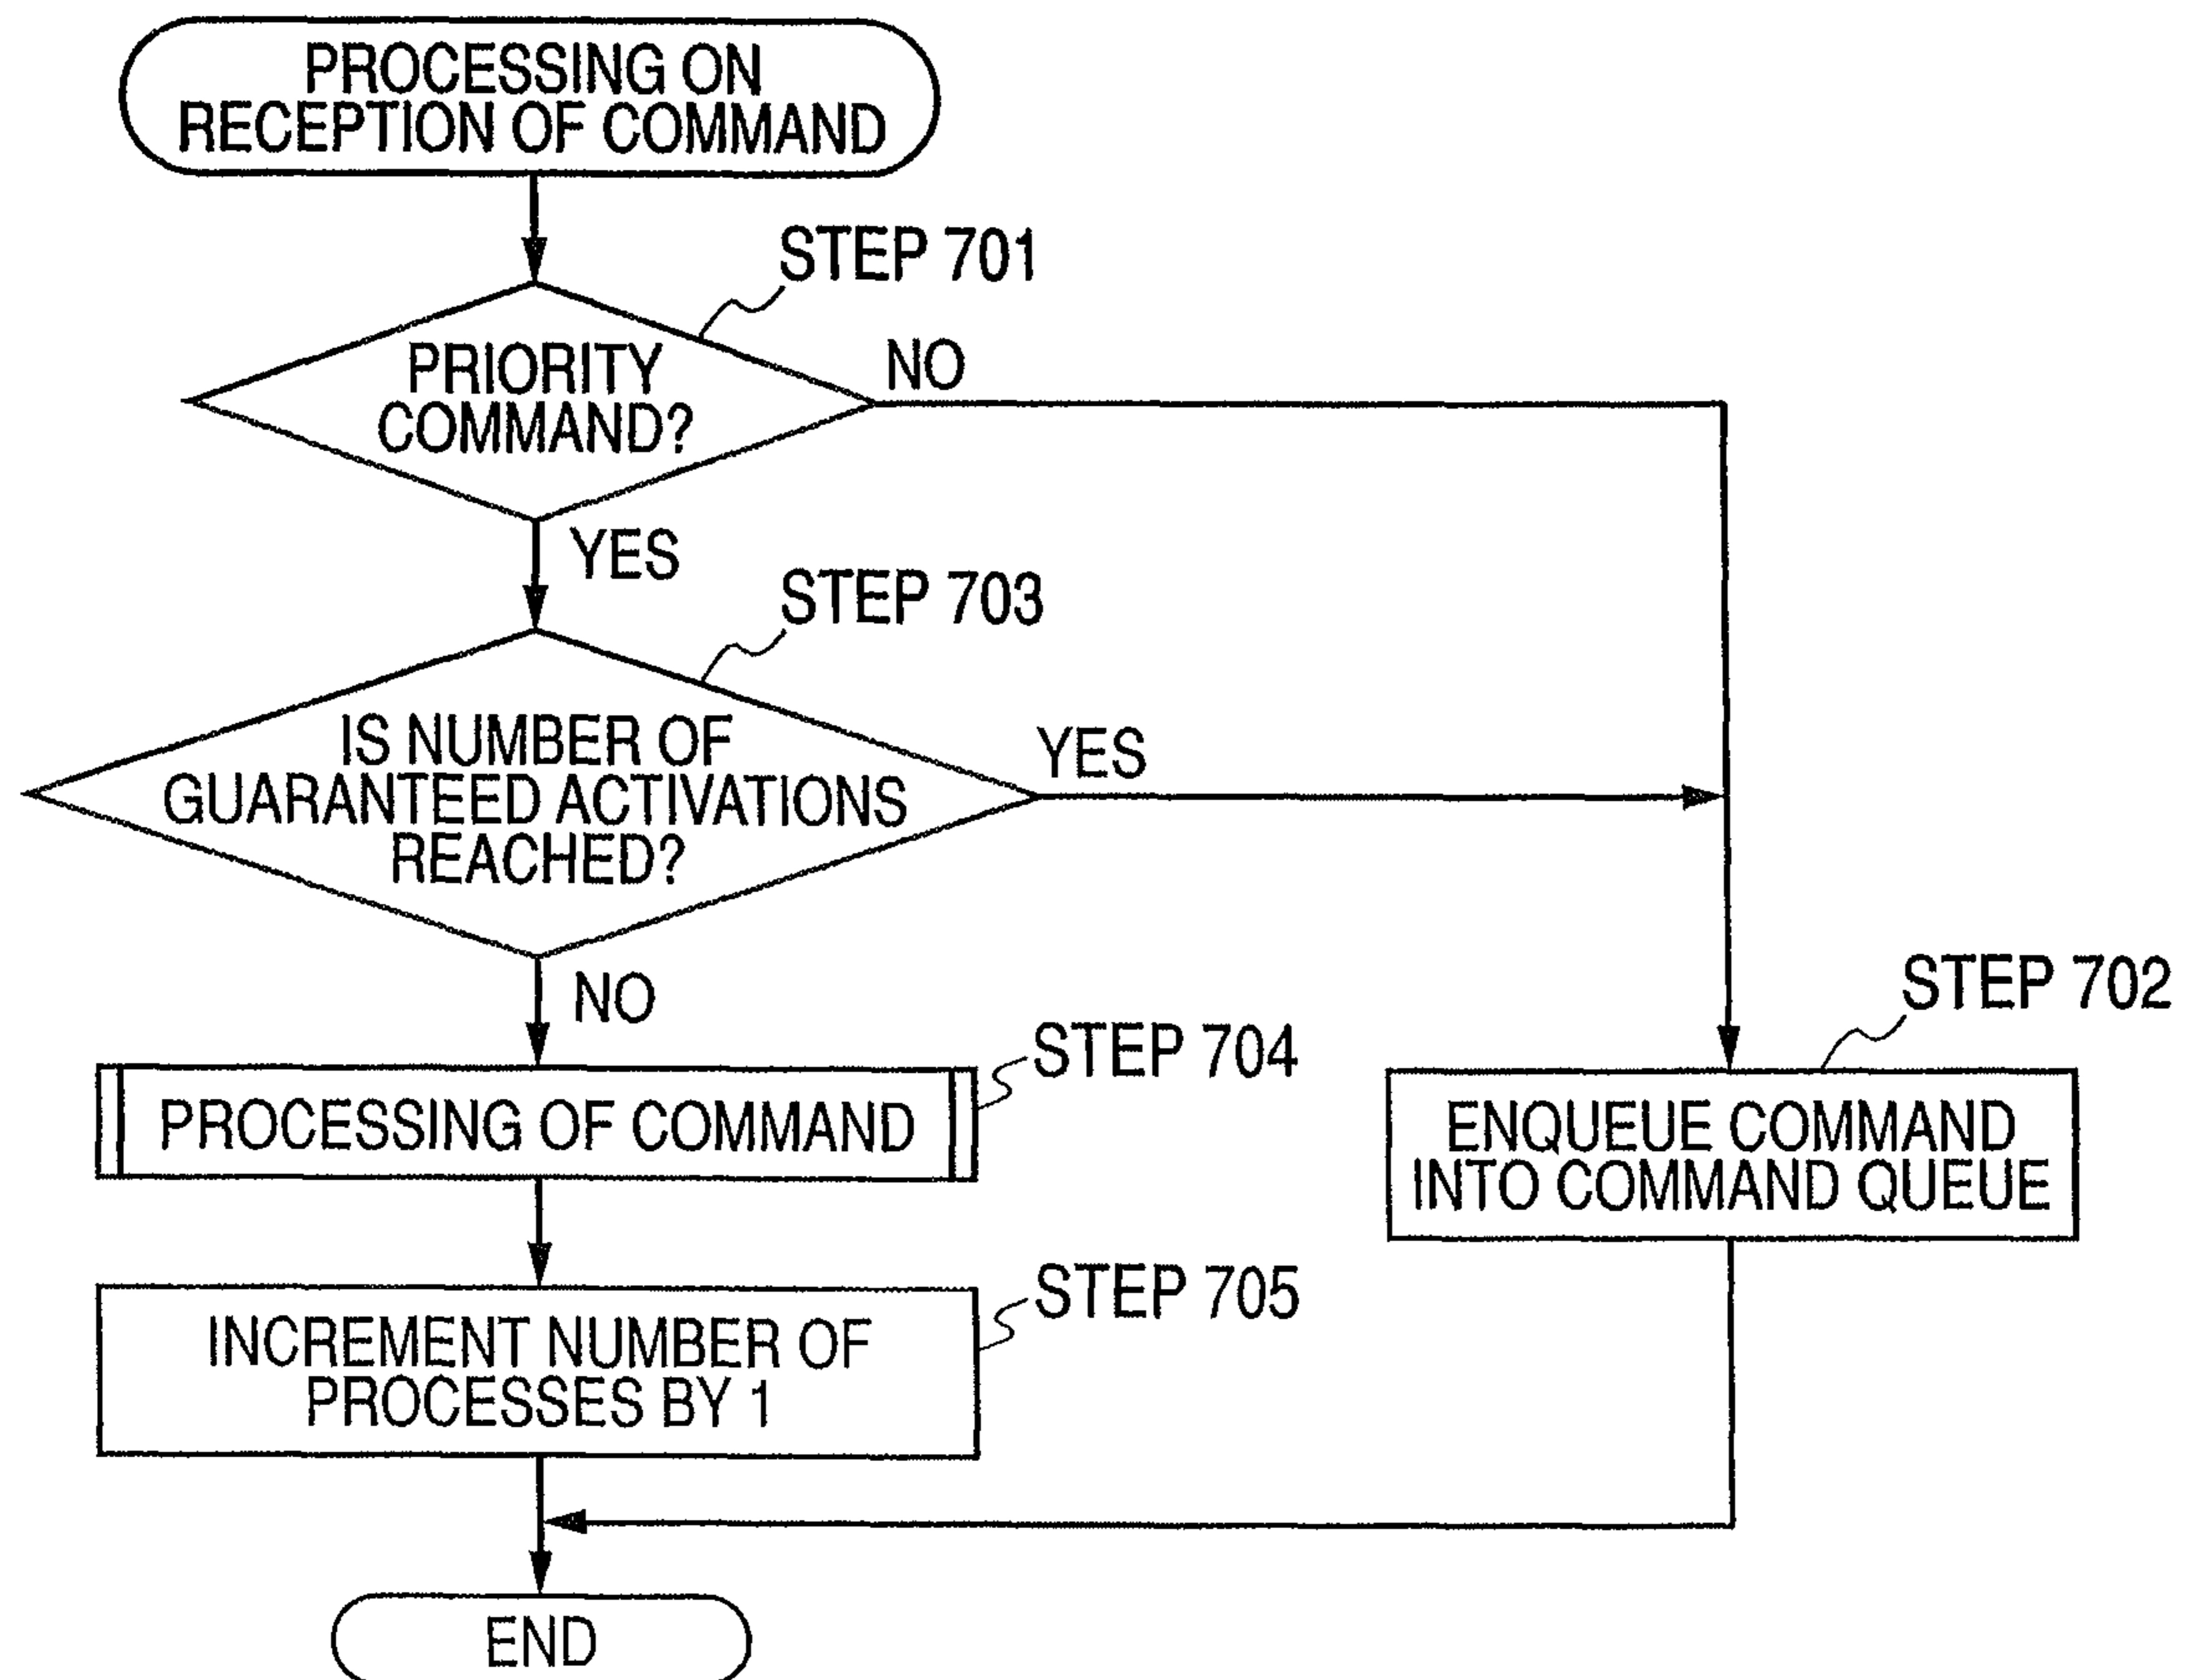 PROCESSING ON
RECEPTION OF COMMAND
STEP 701
PRIORITY
COMMAND?
NO
YES
STEP 703
IS NUMBER OF
GUARANTEED ACTIVATIONS
REACHED?
YES
NO
STEP 702
STEP 704
PROCESSING OF COMMAND
ENQUEUE COMMAND
INTO COMMAND QUEUE
STEP 705
INCREMENT NUMBER OF
PROCESSES BY 1
END